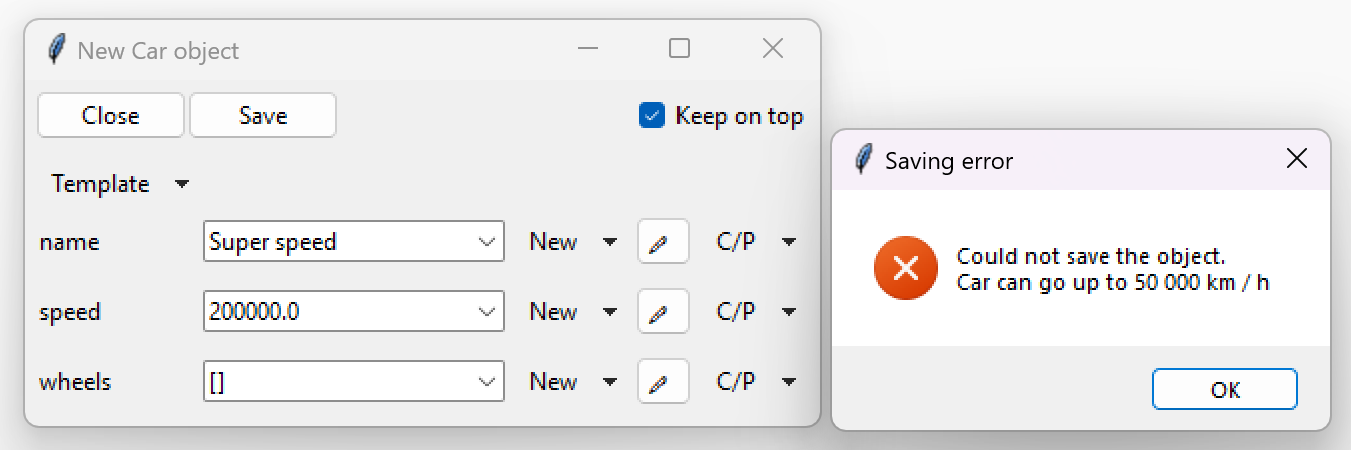 New Car object
Close Save Keep on top
Template
name Super speed New C/P
speed 200000.0 New C/P
wheels [] New C/P
Saving error
Could not save the object.
Car can go up to 50 000 km / h
OK